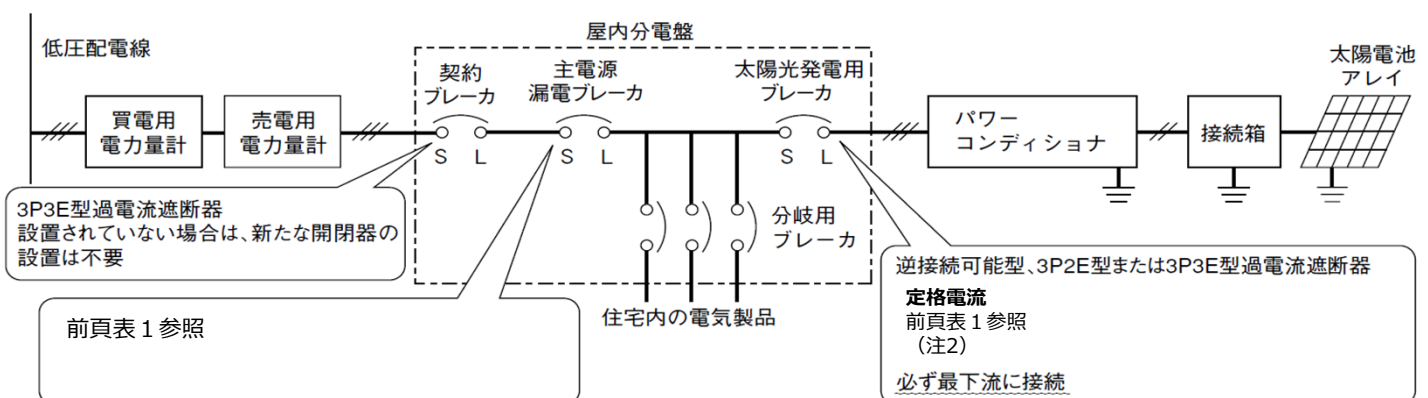 低圧配電線
買電用
電力量計
売電用
電力量計
屋内分電盤
契約
ブレーカ
S L
主電源
漏電ブレーカ
S L
太陽光発電用
ブレーカ
S L
分岐用
ブレーカ
住宅内の電気製品
パワー
コンディショナ
接続箱
太陽電池
アレイ
3P3E型過電流遮断器
設置されていない場合は、新たな開閉器の
設置は不要
前頁表1参照
逆接続可能型、3P2E型または3P3E型過電流遮断器
定格電流
前頁表1参照
（注2）
必ず最下流に接続